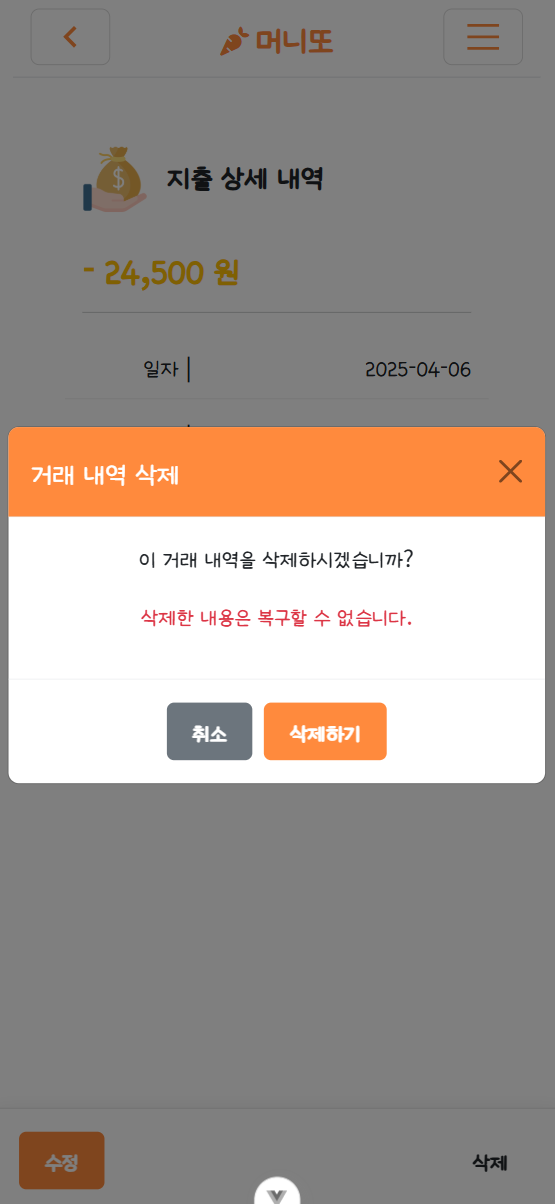 머니또
지출 상세 내역
- 24,500 원
일자 | 2025-04-06
거래 내역 삭제
이 거래 내역을 삭제하시겠습니까?
삭제한 내용은 복구할 수 없습니다.
취소 삭제하기
수정 삭제